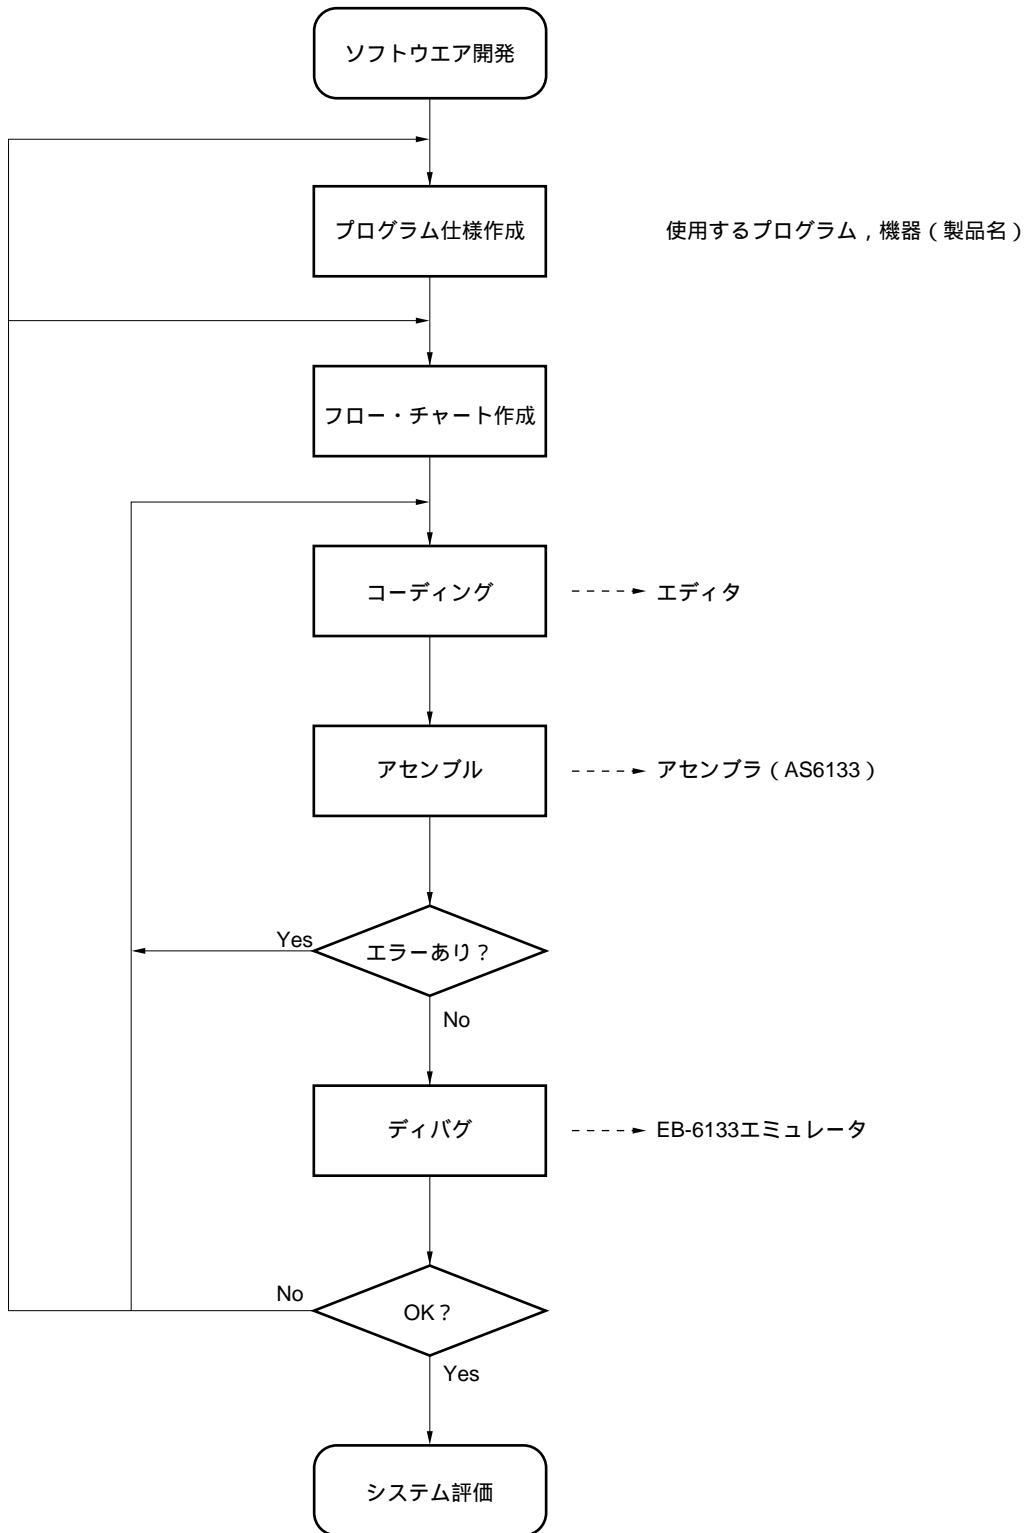 ソフトウエア開発
プログラム仕様作成
使用するプログラム，機器（製品名）
フロー・チャート作成
コーディング
エディタ
アセンブル
アセンブラ（AS6133）
Yes
エラーあり？
No
ディバグ
EB-6133エミュレータ
No
OK？
Yes
システム評価